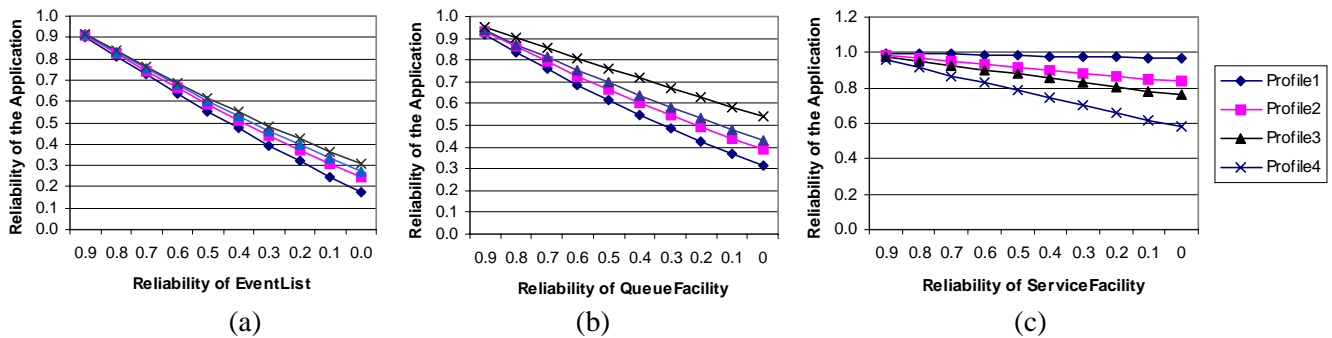 1.0
0.9
0.8
0.7
0.6
0.5
0.4
0.3
0.2
0.1
0.0
Reliability of the Application
0.9 0.8 0.7 0.6 0.5 0.4 0.3 0.2 0.1 0.0
Reliability of EventList
(a)
1.0
0.9
0.8
0.7
0.6
0.5
0.4
0.3
0.2
0.1
0.0
Reliability of the Application
0.9 0.8 0.7 0.6 0.5 0.4 0.3 0.2 0.1 0
Reliability of QueueFacility
(b)
1.2
1.0
0.8
0.6
0.4
0.2
0.0
Reliability of the Application
0.9 0.8 0.7 0.6 0.5 0.4 0.3 0.2 0.1 0
Reliability of ServiceFacility
(c)
Profile1
Profile2
Profile3
Profile4